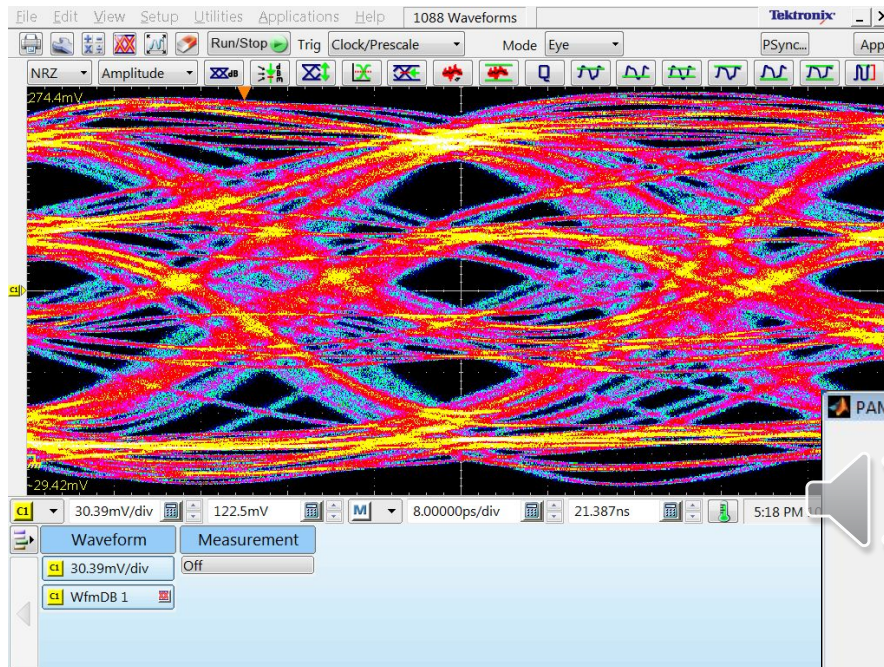 File Edit View Setup Utilities Applications Help 1088 Waveforms Tektronix
Run/Stop Trig Clock/Prescale Mode Eye PSync... App
NRZ Amplitude dB Q
274.4mV
C1
-29.42mV
PAM
C1 30.39mV/div 122.5mV M 8.00000ps/div 21.387ns 5:18 PM
Waveform Measurement
C1 30.39mV/div Off
C1 WfmDB 1